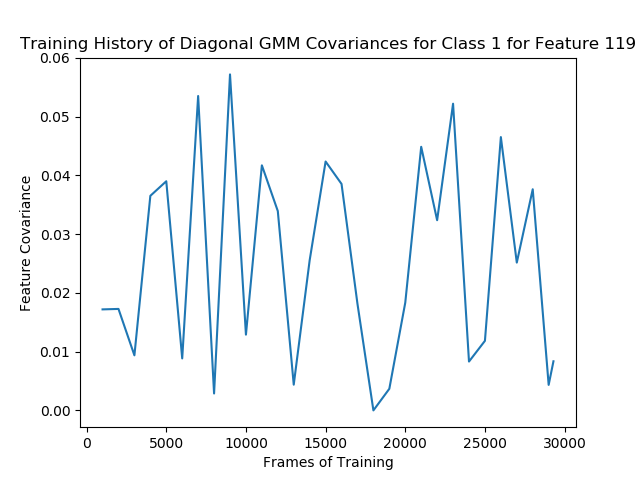 Training History of Diagonal GMM Covariances for Class 1 for Feature 119
0.06
0.05
0.04
0.03
0.02
0.01
0.00
Feature Covariance
0 5000 10000 15000 20000 25000 30000
Frames of Training